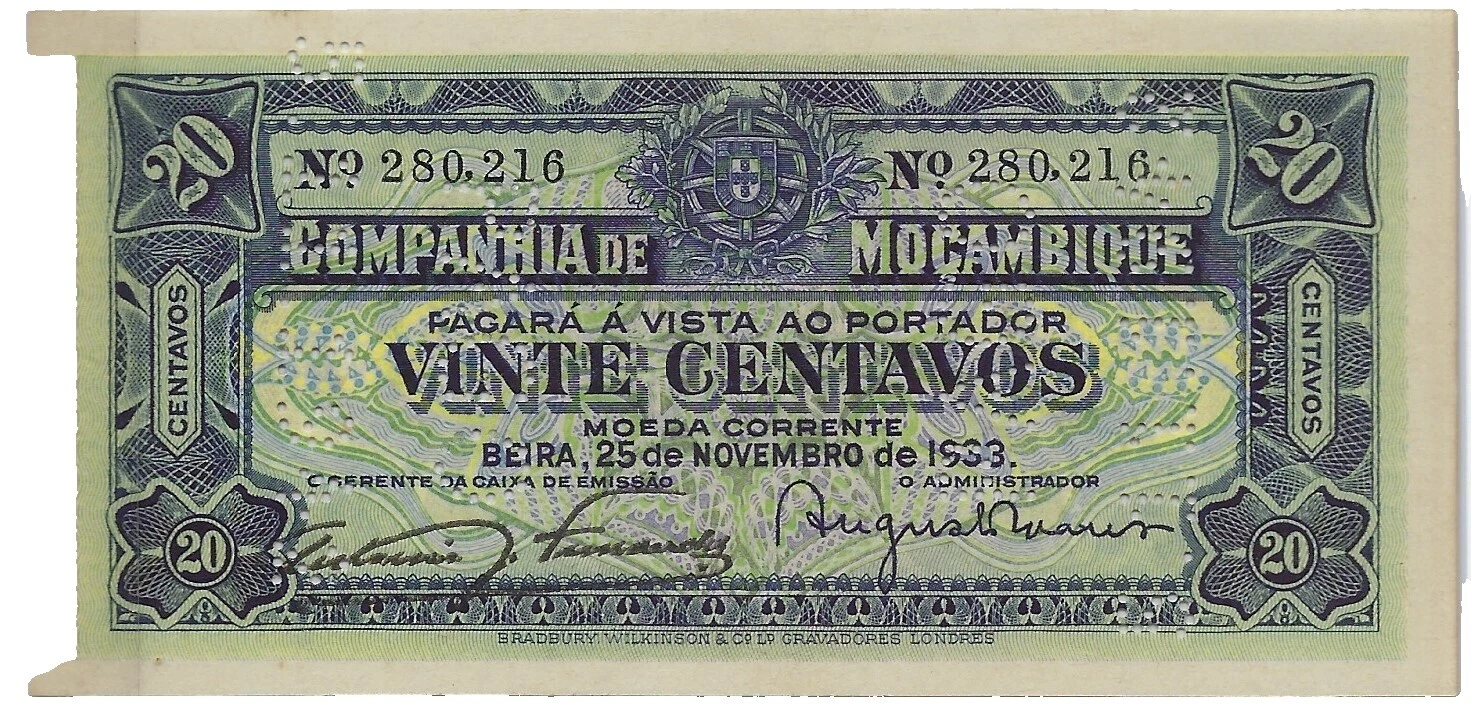 20 20
Nº 280,216 Nº 280,216
COMPANHIA DE MOÇAMBIQUE
PAGARÁ Á VISTA AO PORTADOR
VINTE CENTAVOS
CENTAVOS CENTAVOS
MOEDA CORRENTE
BEIRA, 25 de NOVEMBRO de 1933.
O GERENTE DA CAIXA DE EMISSÃO O ADMINISTRADOR
20 20
BRADBURY, WILKINSON & Cº Lᴰ GRAVADORES LONDRES